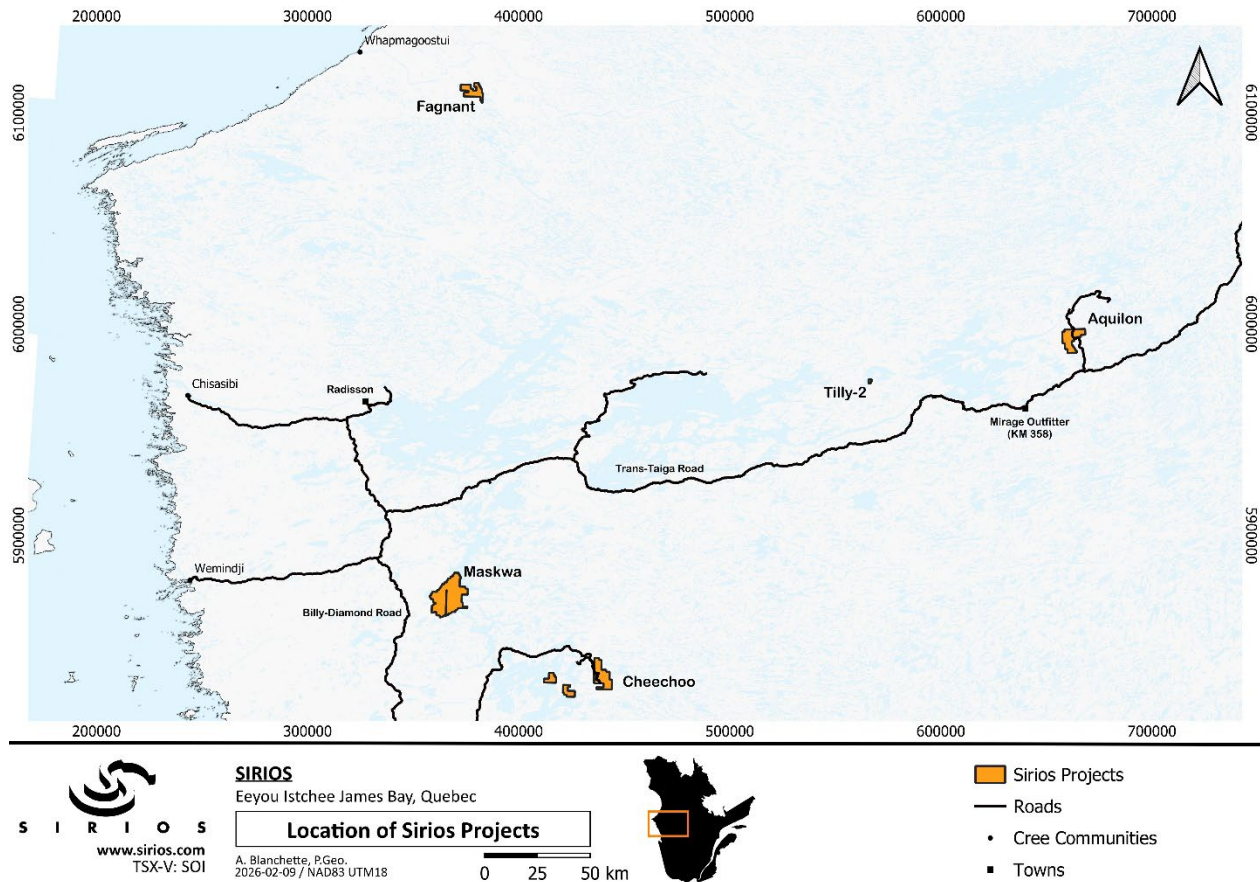 200000 300000 400000 500000 600000 700000
Whapmagoostui
6100000
Fagnant
6100000
6000000
Aquilon
6000000
Chisasibi
Radisson
Tilly-2
Mirage Outfitter
(KM 358)
Trans-Taiga Road
5900000
5900000
Maskwa
Wemindji
Billy-Diamond Road
Cheechoo
200000 300000 400000 500000 600000 700000
SIRIOS
www.sirios.com
TSX-V: SOI
SIRIOS
Eeyou Istchee James Bay, Quebec
Location of Sirios Projects
A. Blanchette, P.Geo.
2026-02-09 / NAD83 UTM18
0 25 50 km
Sirios Projects
Roads
Cree Communities
Towns